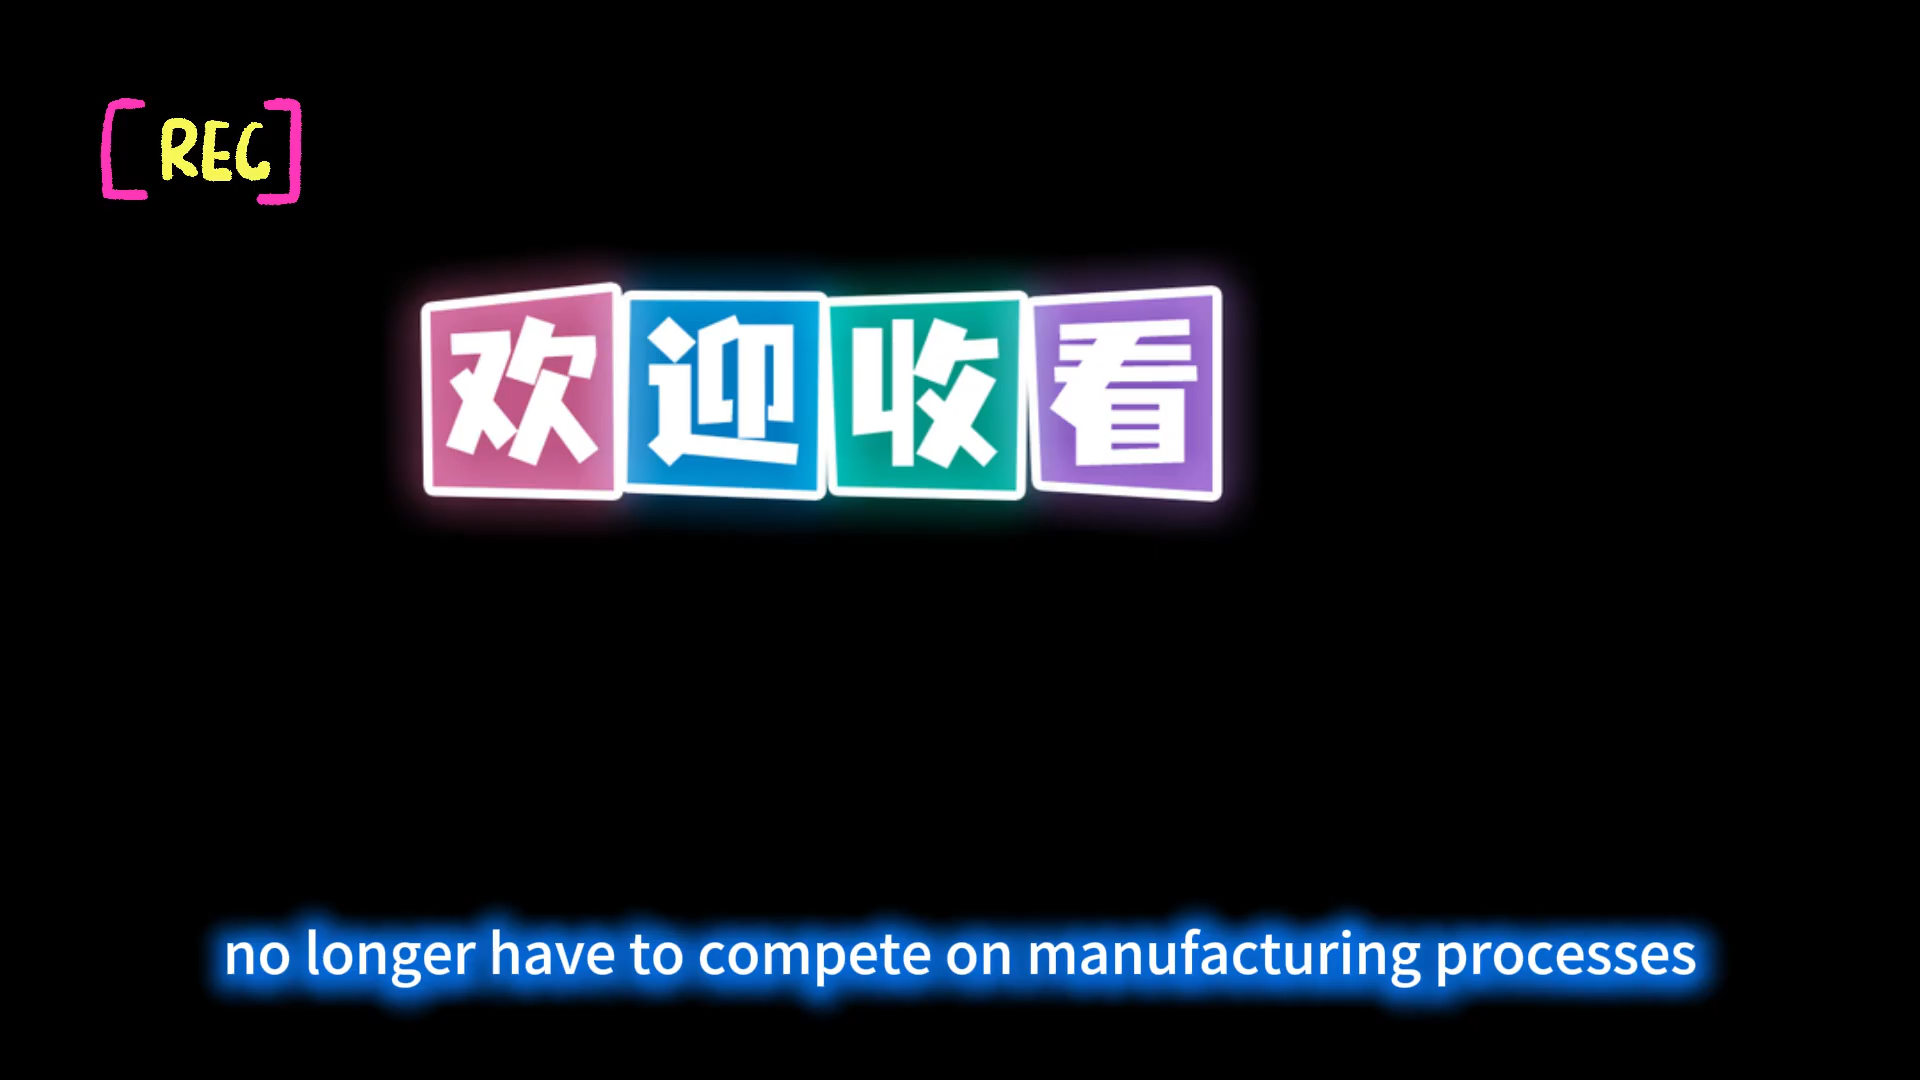 [ REC ]
欢迎收看
no longer have to compete on manufacturing processes